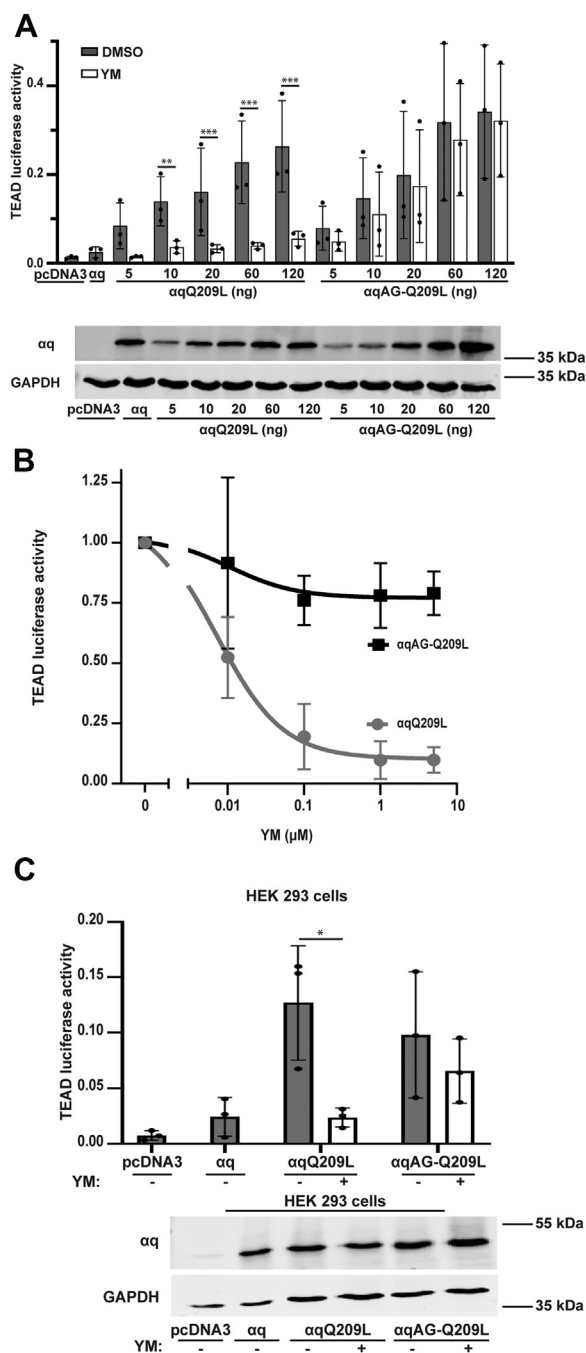 A
DMSO
YM
TEAD luciferase activity
0.4
0.2
0.0
** *** *** ***
pcDNA3 αq 5 10 20 60 120 5 10 20 60 120
αqQ209L (ng) αqAG-Q209L (ng)
αq
35 kDa
GAPDH
35 kDa
pcDNA3 αq 5 10 20 60 120 5 10 20 60 120
αqQ209L (ng) αqAG-Q209L (ng)
B
TEAD luciferase activity
1.25
1.00
0.75
0.50
0.25
0.00
αqAG-Q209L
αqQ209L
0 0.01 0.1 1 10
YM (µM)
C
HEK 293 cells
TEAD luciferase activity
0.20
0.15
0.10
0.05
0.00
*
pcDNA3 αq αqQ209L αqAG-Q209L
YM: - - - + - +
HEK 293 cells
55 kDa
αq
GAPDH
35 kDa
pcDNA3 αq αqQ209L αqAG-Q209L
YM: - - - + - +